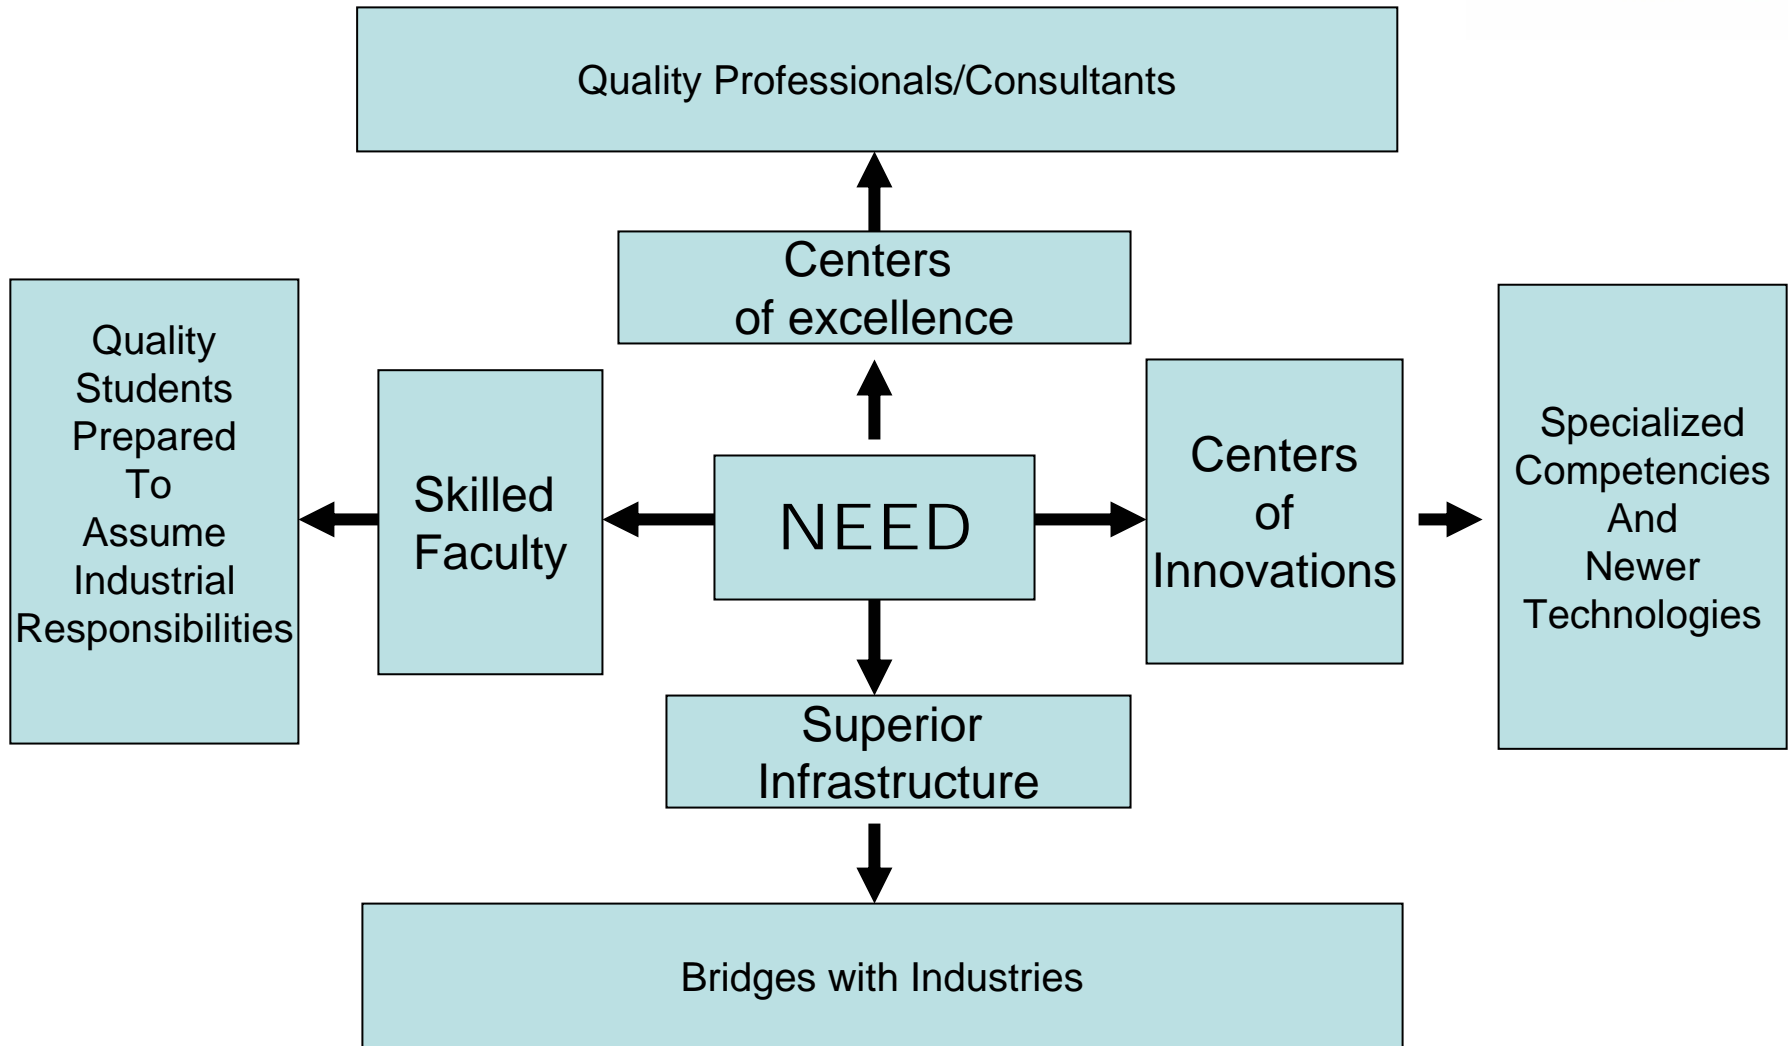 Quality Professionals/Consultants
Centers
of excellence
Quality
Students
Prepared
To
Assume
Industrial
Responsibilities
Skilled
Faculty
NEED
Centers
of
Innovations
Specialized
Competencies
And
Newer
Technologies
Superior
Infrastructure
Bridges with Industries